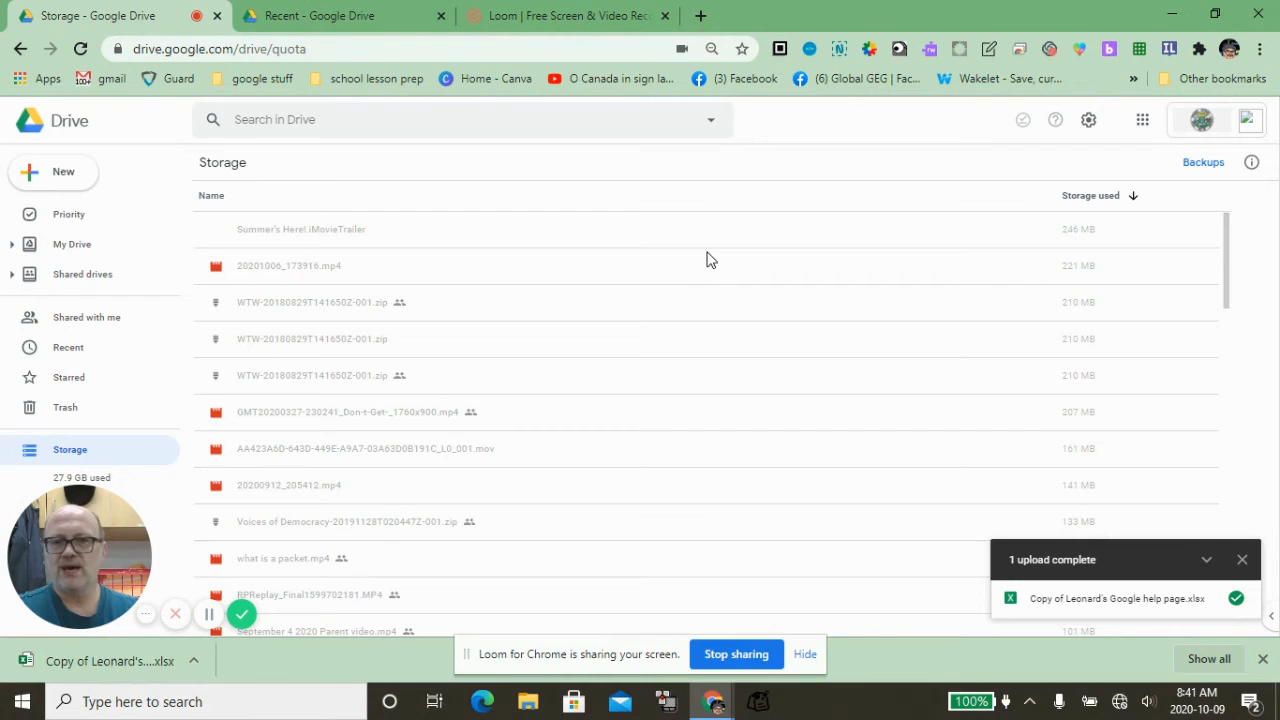 Storage - Google Drive
Recent - Google Drive
Loom | Free Screen & Video Rec
drive.google.com/drive/quota
Apps
gmail
Guard
google stuff
school lesson prep
Home - Canva
O Canada in sign la...
(3) Facebook
(6) Global GEG | Fac...
Wakelet - Save, cur...
»
Other bookmarks
Drive
Search in Drive
New
Storage
Backups
Name
Storage used
Priority
My Drive
Shared drives
Shared with me
Recent
Starred
Trash
Storage
27.9 GB used
Summer's Here!.iMovieTrailer 246 MB
20201006_173916.mp4 221 MB
WTW-20180829T141650Z-001.zip 210 MB
WTW-20180829T141650Z-001.zip 210 MB
WTW-20180829T141650Z-001.zip 210 MB
GMT20200327-230241_Don-t-Get-_1760x900.mp4 207 MB
AA423A6D-643D-449E-A9A7-03A63D0B191C_L0_001.mov 161 MB
20200912_205412.mp4 141 MB
Voices of Democracy-20191128T020447Z-001.zip 133 MB
what is a packet.mp4
RPReplay_Final1599702181.MP4
September 4 2020 Parent video.mp4 101 MB
1 upload complete
Copy of Leonard's Google help page.xlsx
Loom for Chrome is sharing your screen.
Stop sharing
Hide
Copy of Leonard's....xlsx
Show all
Type here to search
100%
8:41 AM
2020-10-09
2